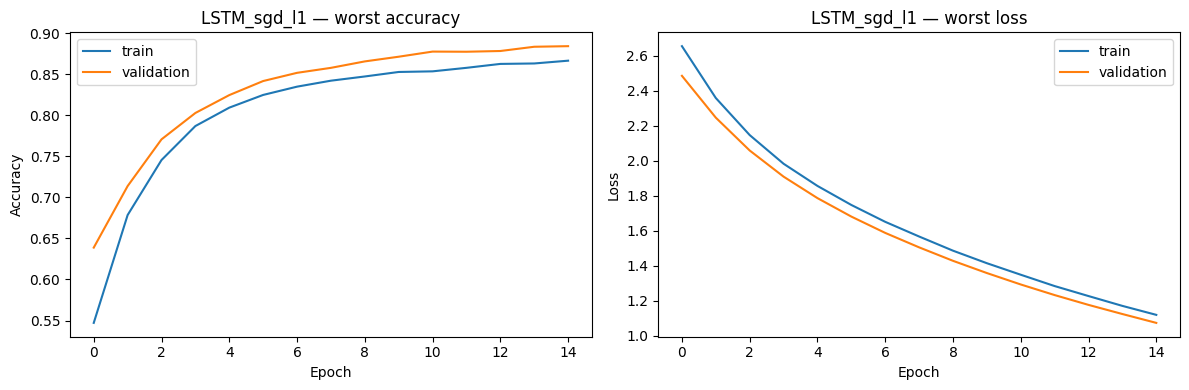 LSTM_sgd_l1 — worst accuracy
train
validation
Accuracy
0.90
0.85
0.80
0.75
0.70
0.65
0.60
0.55
0 2 4 6 8 10 12 14
Epoch
LSTM_sgd_l1 — worst loss
train
validation
Loss
2.6
2.4
2.2
2.0
1.8
1.6
1.4
1.2
1.0
0 2 4 6 8 10 12 14
Epoch